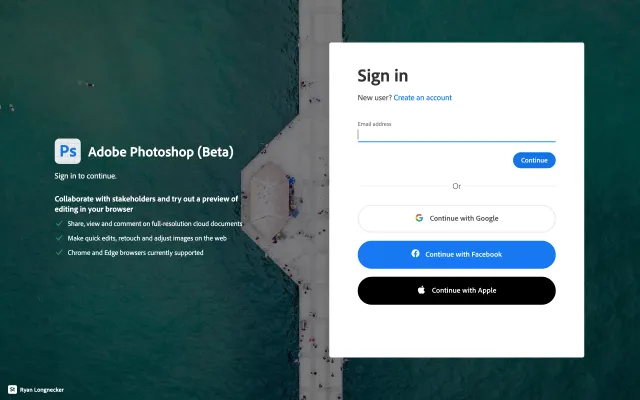 Ps Adobe Photoshop (Beta)
Sign in to continue.
Collaborate with stakeholders and try out a preview of
editing in your browser
Share, view and comment on full-resolution cloud documents
Make quick edits, retouch and adjust images on the web
Chrome and Edge browsers currently supported
St Ryan Longnecker
Sign in
New user? Create an account
Email address
Continue
Or
Continue with Google
Continue with Facebook
Continue with Apple